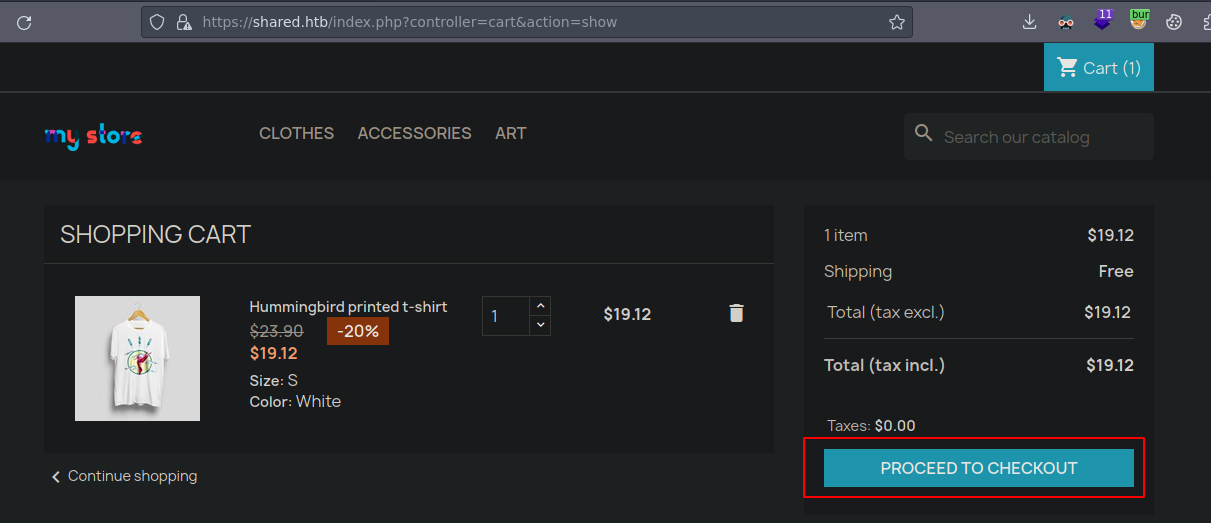 https://shared.htb/index.php?controller=cart&action=show
11
bur
Cart (1)
my store
CLOTHES ACCESSORIES ART
Search our catalog
SHOPPING CART
Hummingbird printed t-shirt
$23.90 -20%
$19.12
Size: S
Color: White
1
$19.12
Continue shopping
1 item $19.12
Shipping Free
Total (tax excl.) $19.12
Total (tax incl.) $19.12
Taxes: $0.00
PROCEED TO CHECKOUT